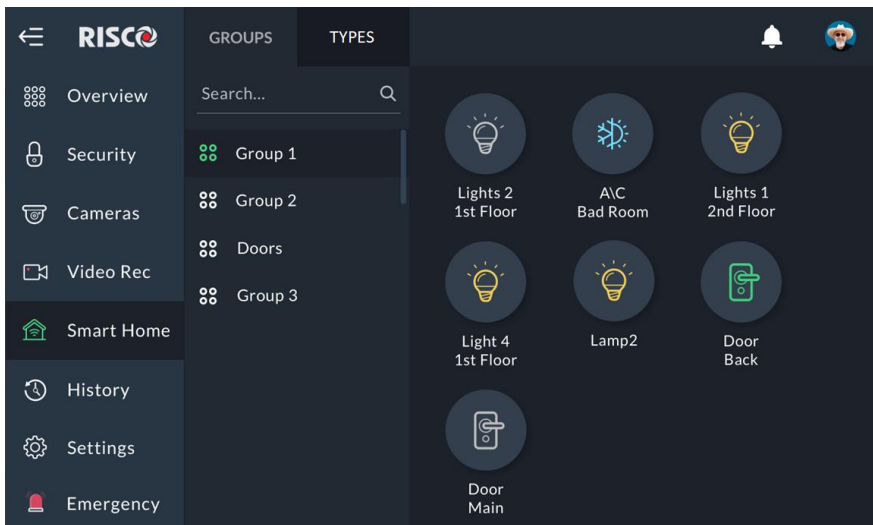 RISCO
GROUPS
TYPES
Overview
Security
Cameras
Video Rec
Smart Home
History
Settings
Emergency
Search...
Group 1
Group 2
Doors
Group 3
Lights 2
1st Floor
A\C
Bad Room
Lights 1
2nd Floor
Light 4
1st Floor
Lamp2
Door
Back
Door
Main